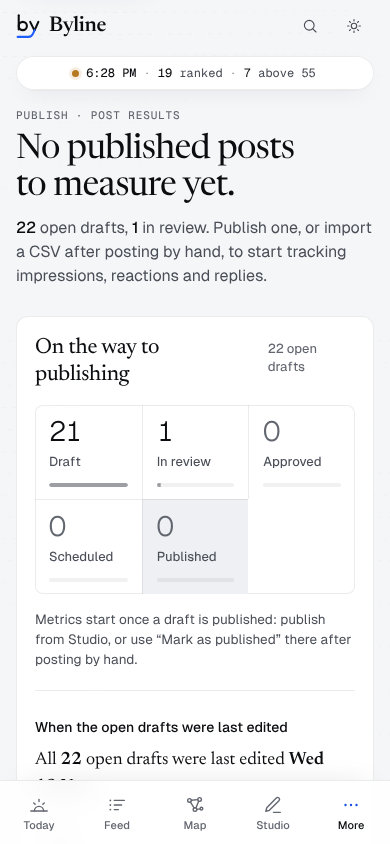 by Byline
6:28 PM · 19 ranked · 7 above 55
PUBLISH · POST RESULTS
No published posts
to measure yet.
22 open drafts, 1 in review. Publish one, or import
a CSV after posting by hand, to start tracking
impressions, reactions and replies.
On the way to
publishing
22 open
drafts
21
Draft
1
In review
0
Approved
0
Scheduled
0
Published
Metrics start once a draft is published: publish
from Studio, or use “Mark as published” there after
posting by hand.
When the open drafts were last edited
All 22 open drafts were last edited Wed
Today
Feed
Map
Studio
More